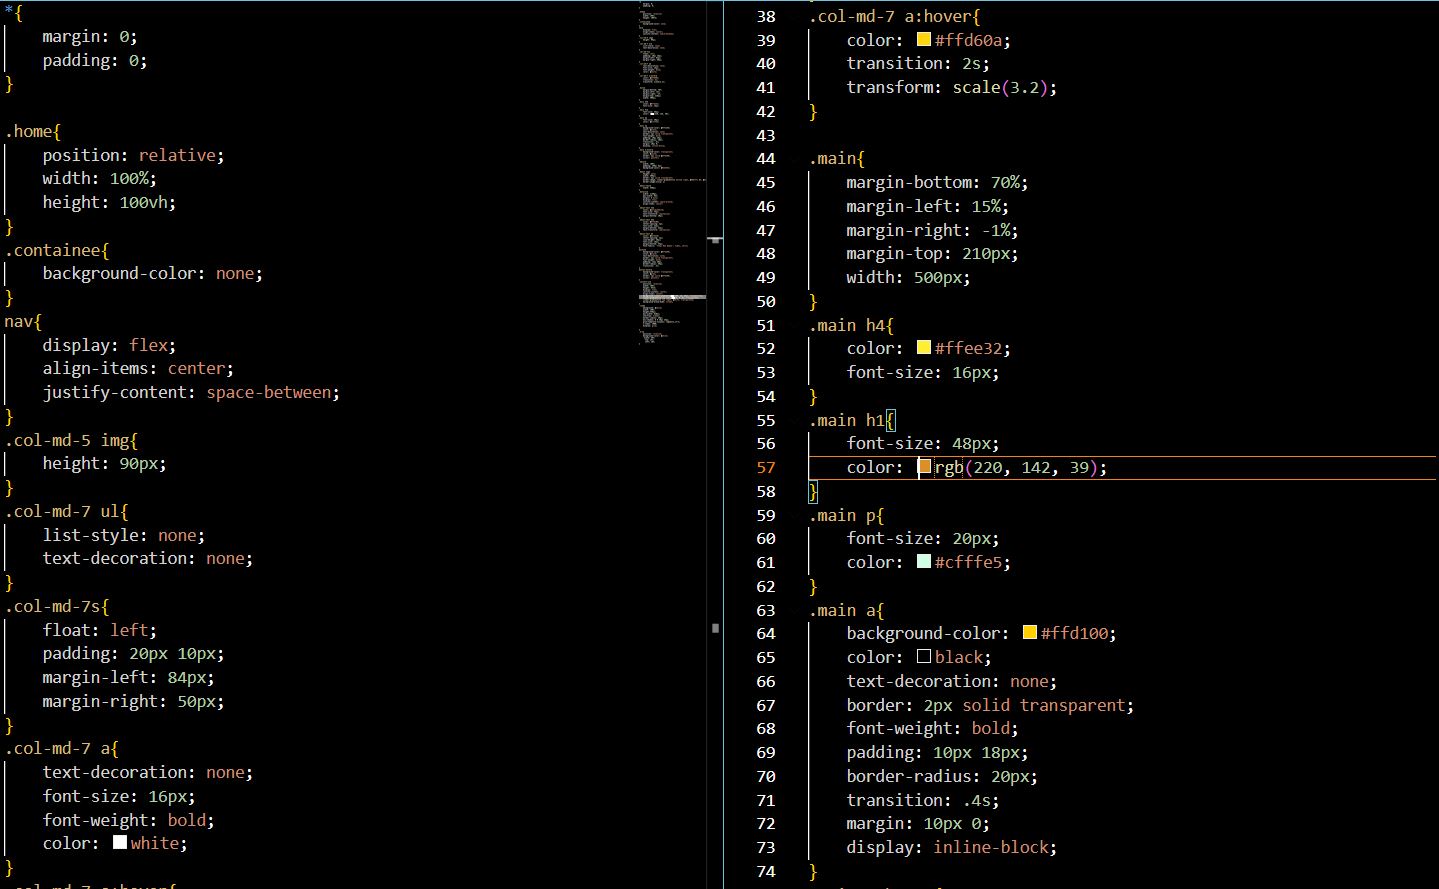 *{
margin: 0;
padding: 0;
}
.home{
position: relative;
width: 100%;
height: 100vh;
}
.containee{
background-color: none;
}
nav{
display: flex;
align-items: center;
justify-content: space-between;
}
.col-md-5 img{
height: 90px;
}
.col-md-7 ul{
list-style: none;
text-decoration: none;
}
.col-md-7s{
float: left;
padding: 20px 10px;
margin-left: 84px;
margin-right: 50px;
}
.col-md-7 a{
text-decoration: none;
font-size: 16px;
font-weight: bold;
color: white;
}
38 .col-md-7 a:hover{
39 color: #ffd60a;
40 transition: 2s;
41 transform: scale(3.2);
42 }
43
44 .main{
45 margin-bottom: 70%;
46 margin-left: 15%;
47 margin-right: -1%;
48 margin-top: 210px;
49 width: 500px;
50 }
51 .main h4{
52 color: #ffee32;
53 font-size: 16px;
54 }
55 .main h1{
56 font-size: 48px;
57 color: rgb(220, 142, 39);
58 }
59 .main p{
60 font-size: 20px;
61 color: #cfffe5;
62 }
63 .main a{
64 background-color: #ffd100;
65 color: black;
66 text-decoration: none;
67 border: 2px solid transparent;
68 font-weight: bold;
69 padding: 10px 18px;
70 border-radius: 20px;
71 transition: .4s;
72 margin: 10px 0;
73 display: inline-block;
74 }